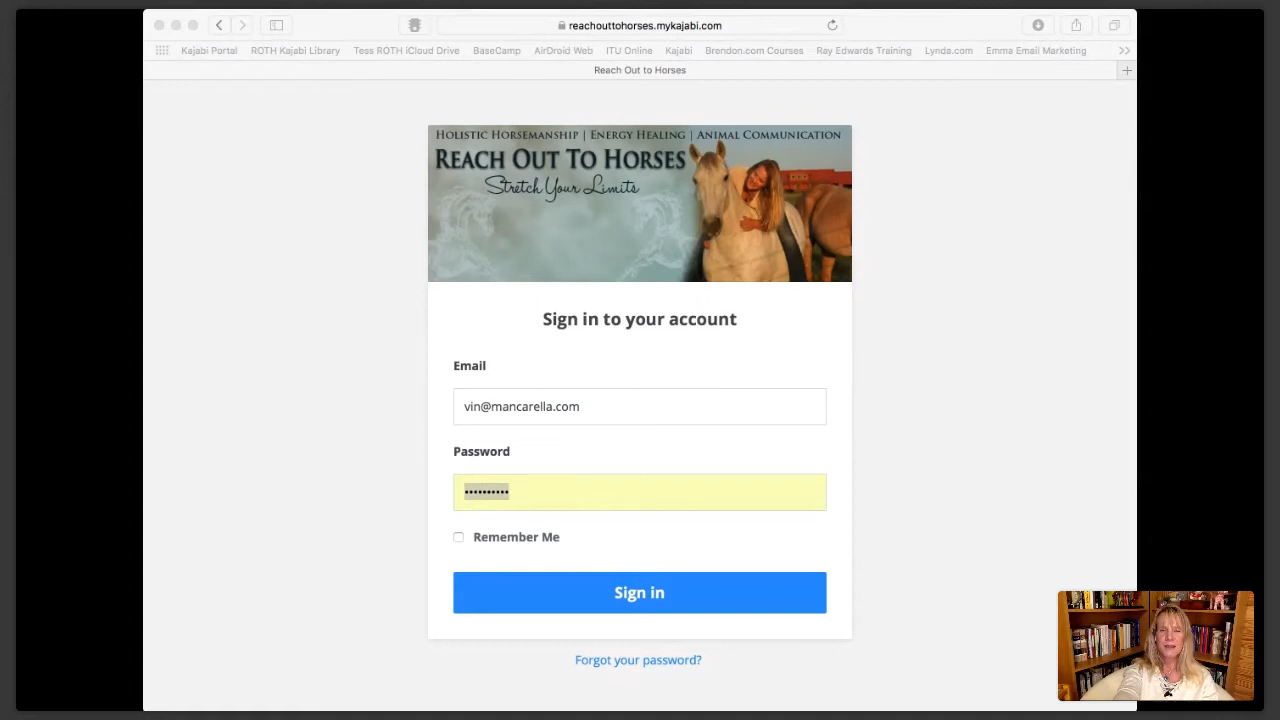 reachouttohorses.mykajabi.com
Kajabi Portal ROTH Kajabi Library Tess ROTH iCloud Drive BaseCamp AirDroid Web ITU Online Kajabi Brendon.com Courses Ray Edwards Training Lynda.com Emma Email Marketing
Reach Out to Horses
HOLISTIC HORSEMANSHIP | ENERGY HEALING | ANIMAL COMMUNICATION
REACH OUT TO HORSES
Stretch Your Limits
Sign in to your account
Email
vin@mancarella.com
Password
••••••••••
Remember Me
Sign in
Forgot your password?